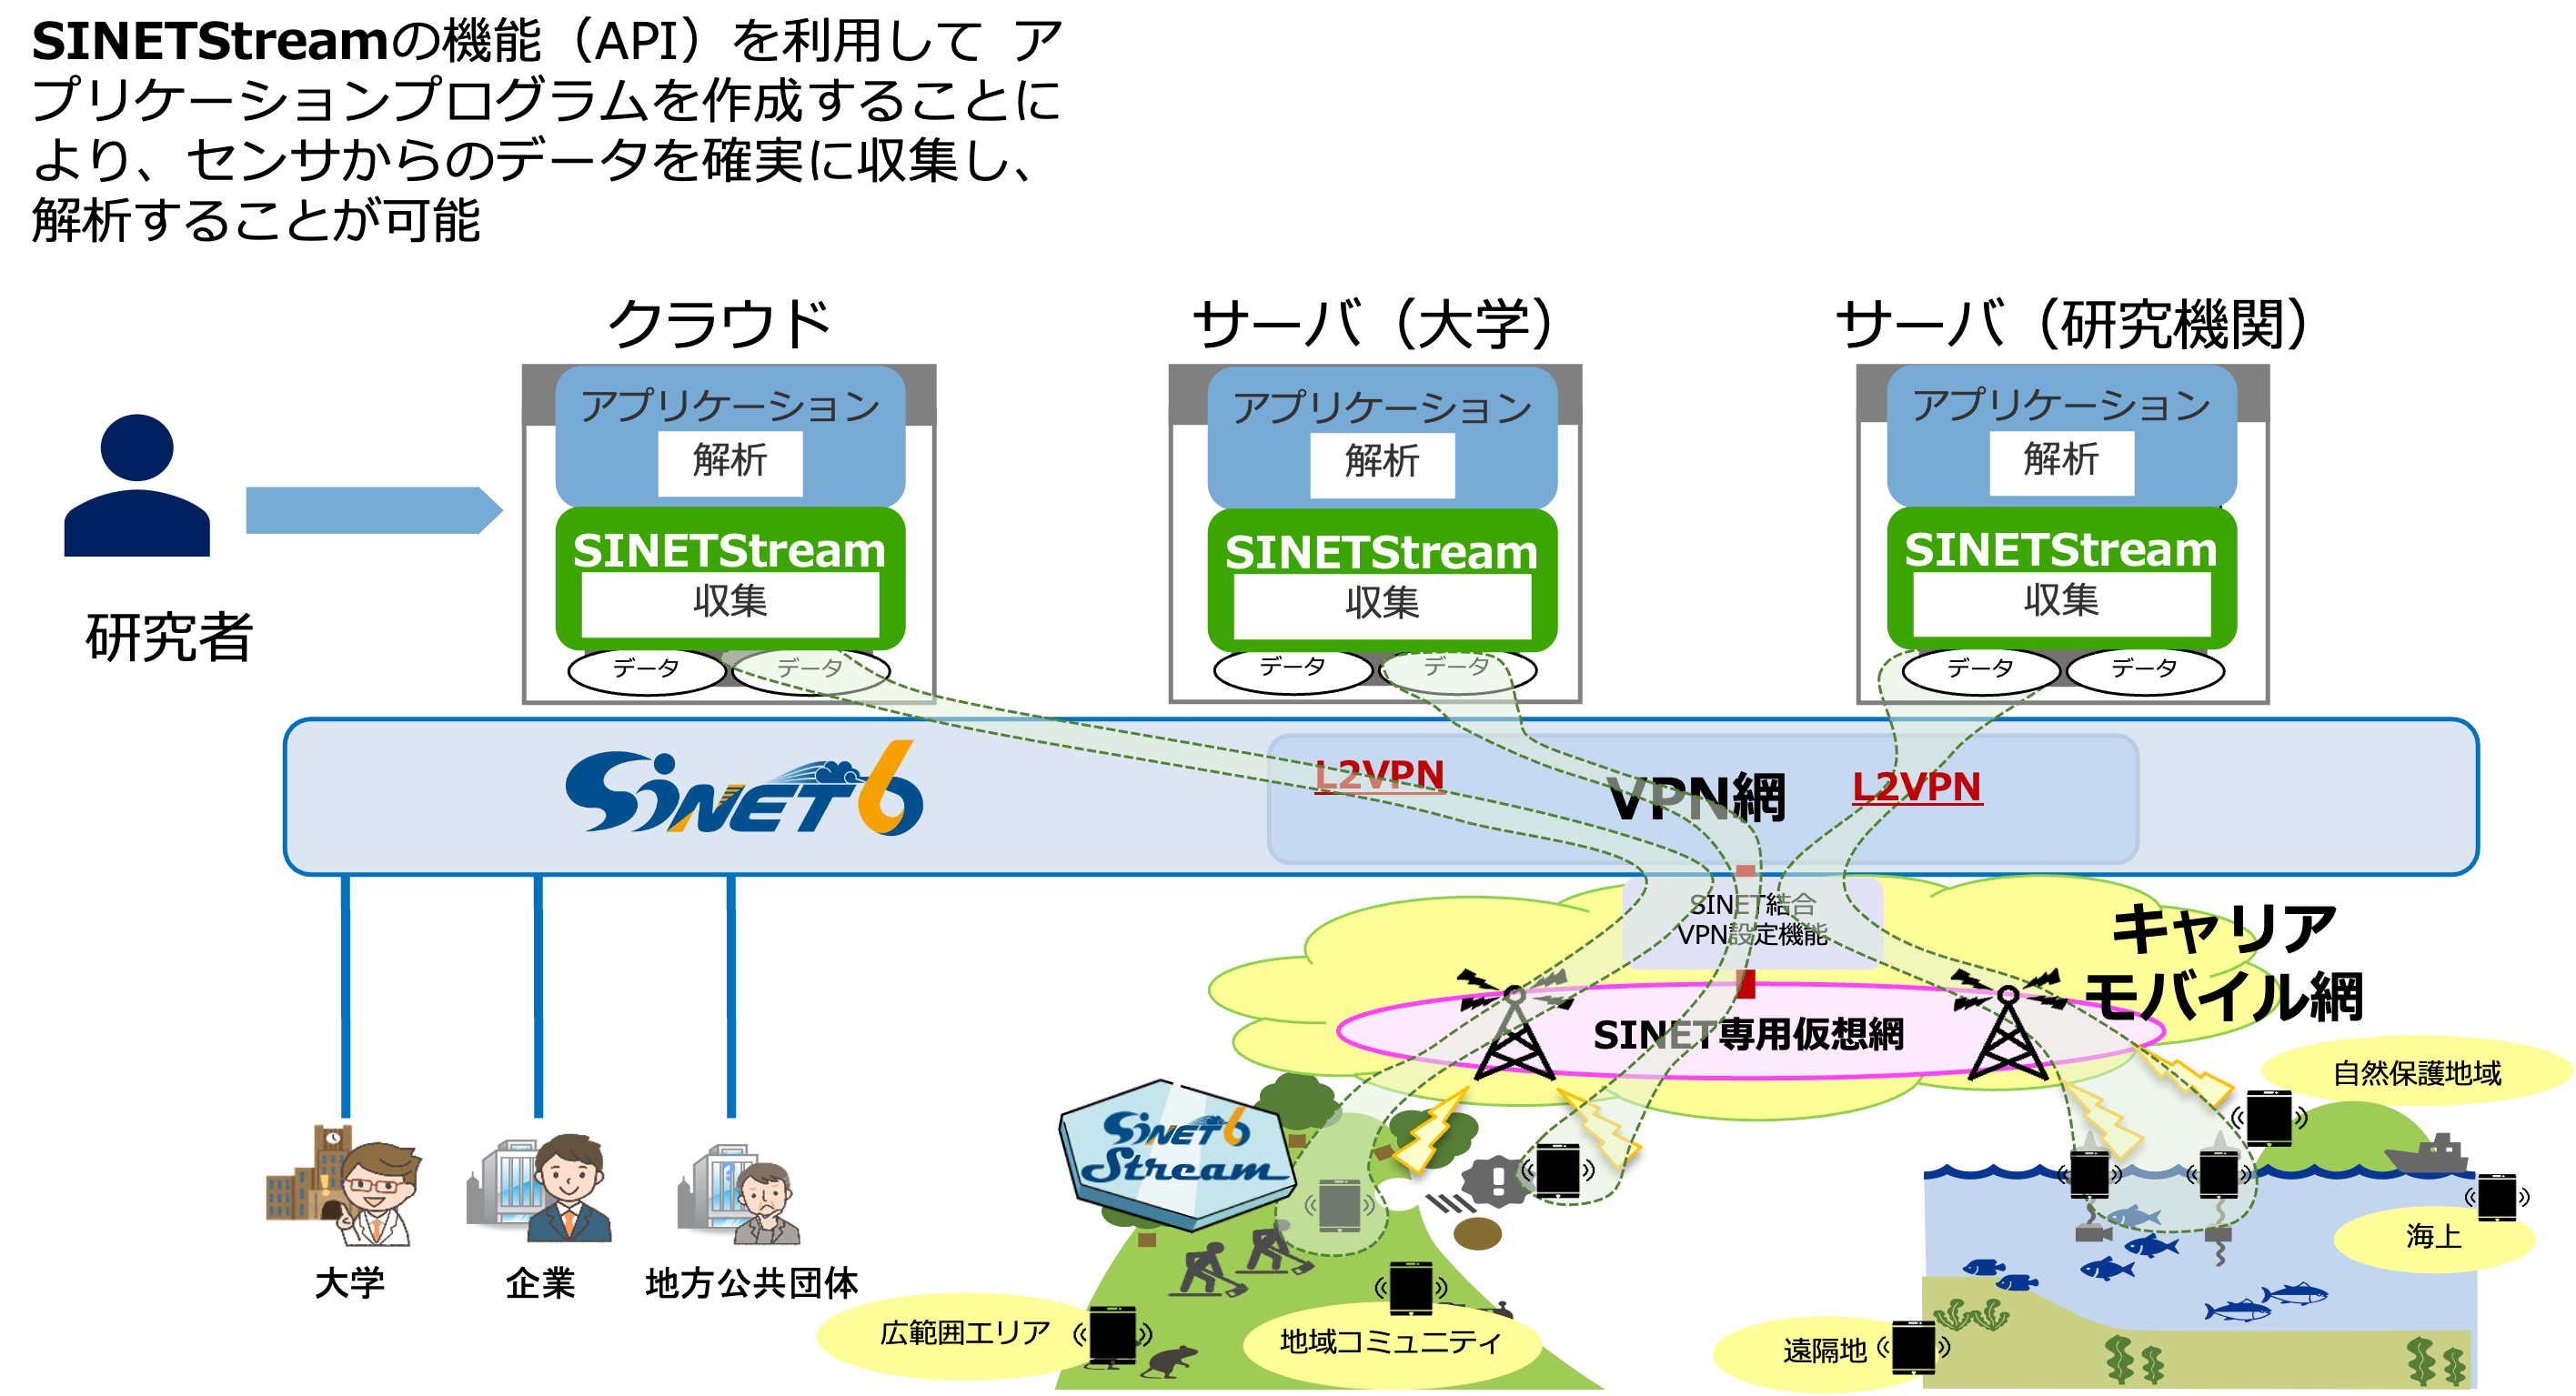 SINETStreamの機能（API）を利用して ア
プリケーションプログラムを作成することに
より、センサからのデータを確実に収集し、
解析することが可能
クラウド
サーバ（大学）
サーバ（研究機関）
アプリケーション
解析
SINETStream
収集
データ
データ
アプリケーション
解析
SINETStream
収集
データ
データ
アプリケーション
解析
SINETStream
収集
データ
データ
研究者
SINET6
L2VPN
VPN網
L2VPN
SINET結合
VPN設定機能
キャリア
モバイル網
SINET専用仮想網
自然保護地域
SINET6
Stream
海上
大学
企業
地方公共団体
広範囲エリア
地域コミュニティ
遠隔地